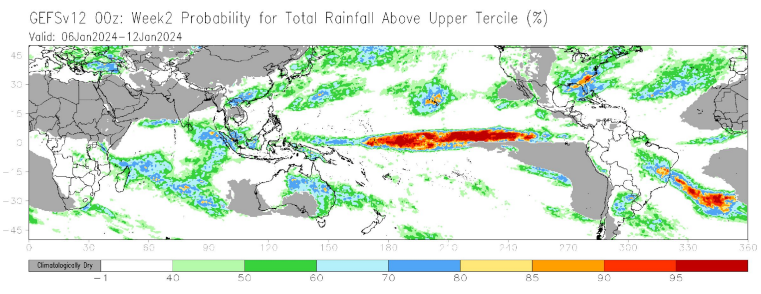 GEFSv12 00z: Week2 Probability for Total Rainfall Above Upper Tercile (%)
Valid: 06Jan2024-12Jan2024
45
30
15
0
-15
-30
-45
0 30 60 90 120 150 180 210 240 270 300 330 360
Climatologically Dry
-1 40 50 60 70 80 85 90 95